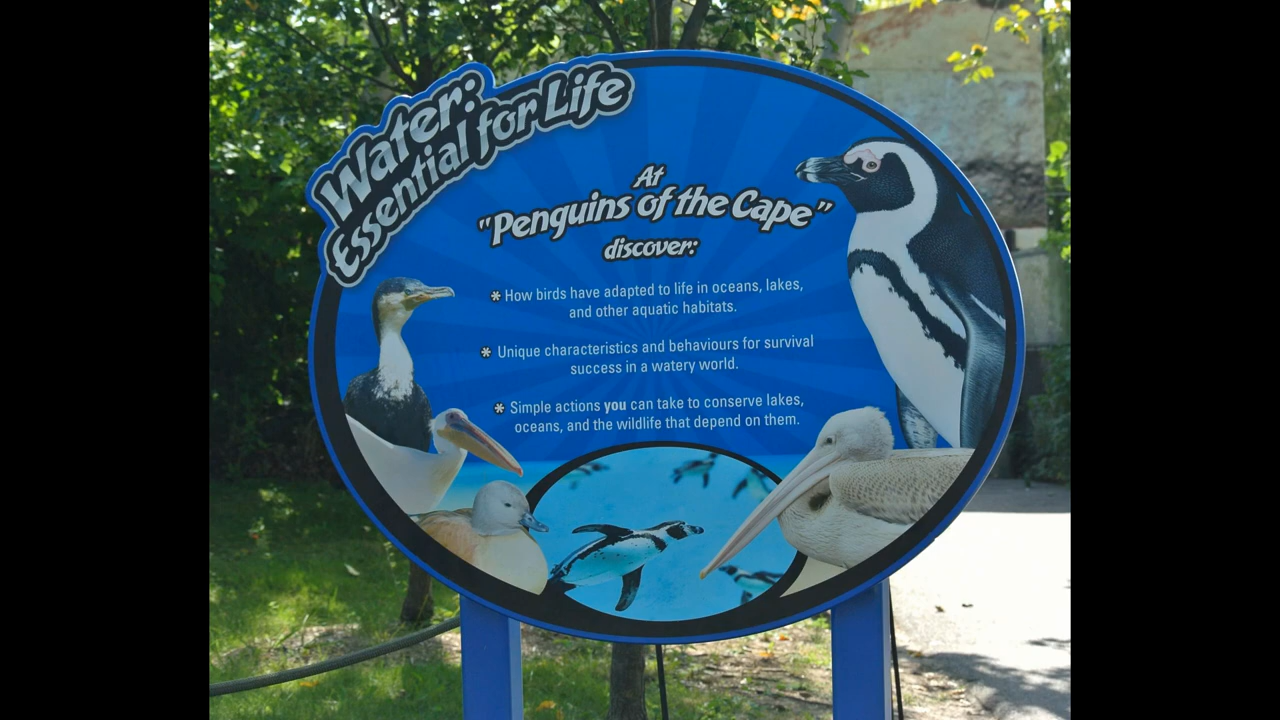 Water:
Essential for Life
At
"Penguins of the Cape"
discover:
* How birds have adapted to life in oceans, lakes,
and other aquatic habitats.
* Unique characteristics and behaviours for survival
success in a watery world.
* Simple actions you can take to conserve lakes,
oceans, and the wildlife that depend on them.